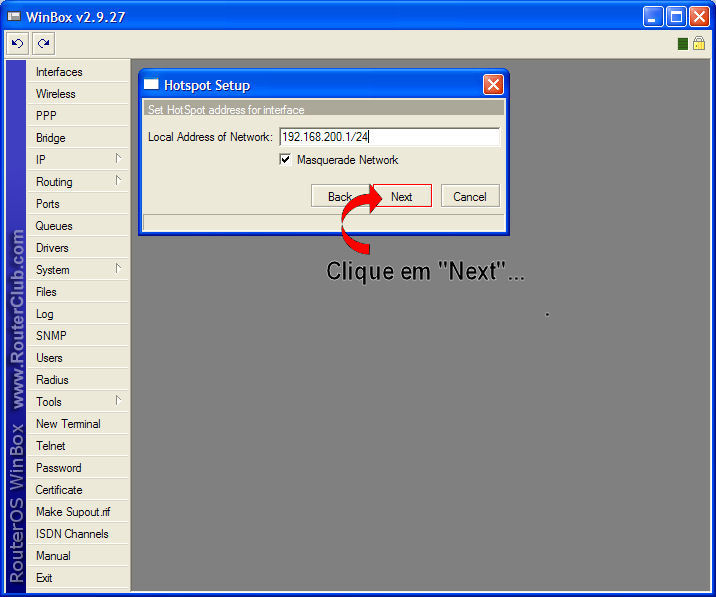 WinBox v2.9.27
Interfaces
Wireless
PPP
Bridge
IP
Routing
Ports
Queues
Drivers
System
Files
Log
SNMP
Users
Radius
Tools
New Terminal
Telnet
Password
Certificate
Make Supout.rif
ISDN Channels
Manual
Exit
RouterOS WinBox www.RouterClub.com
Hotspot Setup
Set HotSpot address for interface
Local Address of Network: 192.168.200.1/24
Masquerade Network
Back Next Cancel
Clique em "Next"...